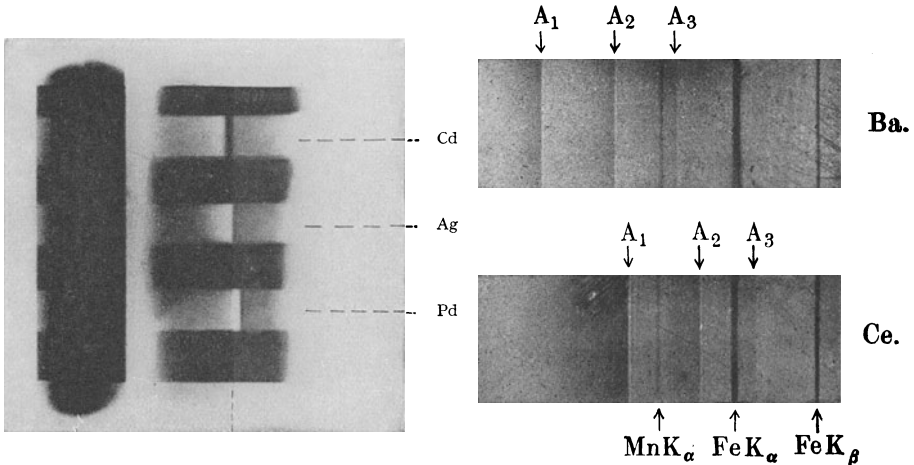 Cd
Ag
Pd
A₁ A₂ A₃
Ba.
A₁ A₂ A₃
Ce.
MnKα FeKα FeKβ